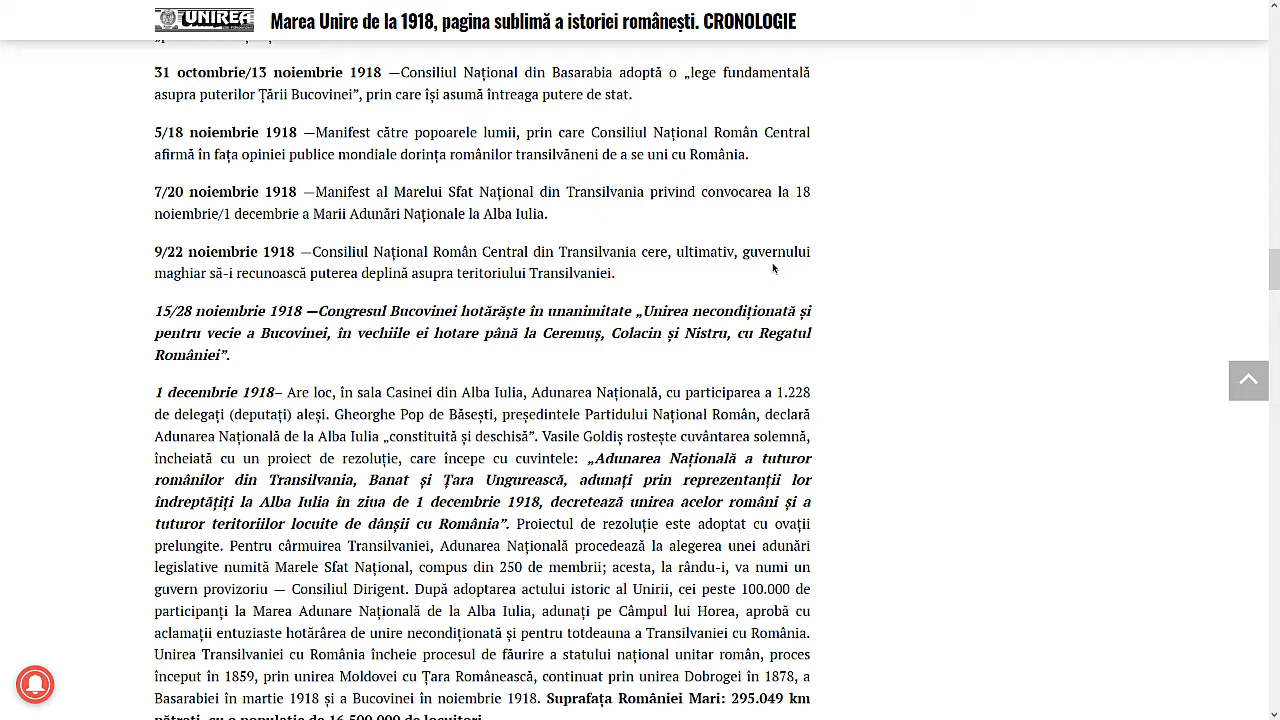 UNIREA
Marea Unire de la 1918, pagina sublimă a istoriei românești. CRONOLOGIE
31 octombrie/13 noiembrie 1918 —Consiliul Național din Basarabia adoptă o „lege fundamentală
asupra puterilor Țării Bucovinei”, prin care își asumă întreaga putere de stat.
5/18 noiembrie 1918 —Manifest către popoarele lumii, prin care Consiliul Național Român Central
afirmă în fața opiniei publice mondiale dorința românilor transilvăneni de a se uni cu România.
7/20 noiembrie 1918 —Manifest al Marelui Sfat Național din Transilvania privind convocarea la 18
noiembrie/1 decembrie a Marii Adunări Naționale la Alba Iulia.
9/22 noiembrie 1918 —Consiliul Național Român Central din Transilvania cere, ultimativ, guvernului
maghiar să-i recunoască puterea deplină asupra teritoriului Transilvaniei.
15/28 noiembrie 1918 —Congresul Bucovinei hotărăște în unanimitate „Unirea necondiționată și
pentru vecie a Bucovinei, în vechiile ei hotare până la Ceremuș, Colacin și Nistru, cu Regatul
României”.
1 decembrie 1918– Are loc, în sala Casinei din Alba Iulia, Adunarea Națională, cu participarea a 1.228
de delegați (deputați) aleși. Gheorghe Pop de Băsești, președintele Partidului Național Român, declară
Adunarea Națională de la Alba Iulia „constituită și deschisă”. Vasile Goldiș rostește cuvântarea solemnă,
încheiată cu un proiect de rezoluție, care începe cu cuvintele: „Adunarea Națională a tuturor
românilor din Transilvania, Banat și Țara Ungurească, adunați prin reprezentanții lor
îndreptățiți la Alba Iulia în ziua de 1 decembrie 1918, decretează unirea acelor români și a
tuturor teritoriilor locuite de dânșii cu România”. Proiectul de rezoluție este adoptat cu ovații
prelungite. Pentru cârmuirea Transilvaniei, Adunarea Națională procedează la alegerea unei adunări
legislative numită Marele Sfat Național, compus din 250 de membrii; acesta, la rându-i, va numi un
guvern provizoriu — Consiliul Dirigent. După adoptarea actului istoric al Unirii, cei peste 100.000 de
participanți la Marea Adunare Națională de la Alba Iulia, adunați pe Câmpul lui Horea, aprobă cu
aclamații entuziaste hotărârea de unire necondiționată și pentru totdeauna a Transilvaniei cu România.
Unirea Transilvaniei cu România încheie procesul de făurire a statului național unitar român, proces
început în 1859, prin unirea Moldovei cu Țara Românească, continuat prin unirea Dobrogei în 1878, a
Basarabiei în martie 1918 și a Bucovinei în noiembrie 1918. Suprafața României Mari: 295.049 km
pătrați, cu o populație de 16.500.000 de locuitori.